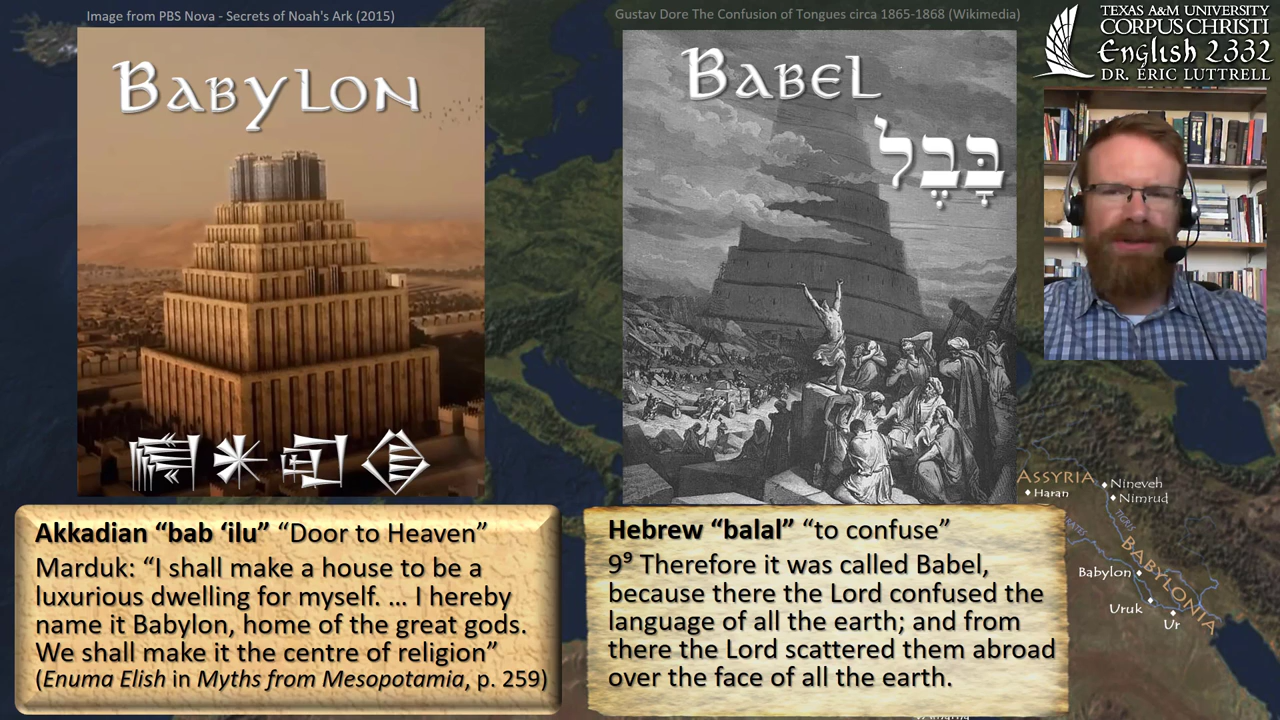 Image from PBS Nova - Secrets of Noah's Ark (2015)
Gustav Dore The Confusion of Tongues circa 1865-1868 (Wikimedia)
TEXAS A&M UNIVERSITY
CORPUS CHRISTI
English 2332
DR. ERIC LUTTRELL
BABYLON
BABEL
בָּבֶל
𒆍𒀭𒊏𒆠
Akkadian “bab ‘ilu” “Door to Heaven”
Marduk: “I shall make a house to be a
luxurious dwelling for myself. ... I hereby
name it Babylon, home of the great gods.
We shall make it the centre of religion”
(Enuma Elish in Myths from Mesopotamia, p. 259)
Hebrew “balal” “to confuse”
9⁹ Therefore it was called Babel,
because there the Lord confused the
language of all the earth; and from
there the Lord scattered them abroad
over the face of all the earth.
ASSYRIA
Haran
Nineveh
Nimrud
TIGRIS
BABYLONIA
Babylon
Uruk
Ur